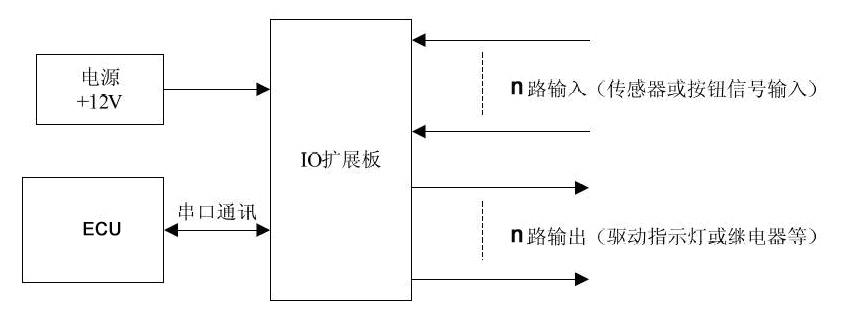 电源
+12V
IO扩展板
n路输入（传感器或按钮信号输入）
串口通讯
ECU
n路输出（驱动指示灯或继电器等）